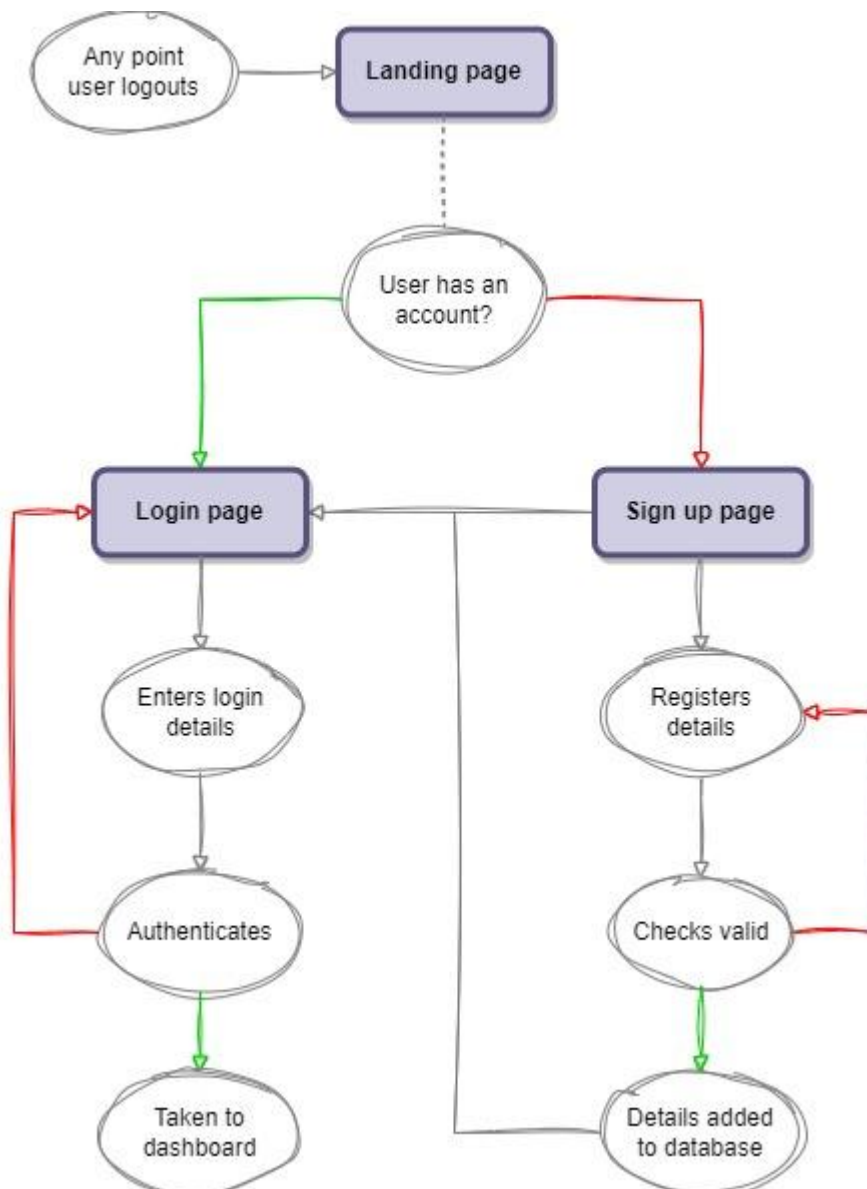 Any point
user logouts
Landing page
User has an
account?
Login page
Sign up page
Enters login
details
Registers
details
Authenticates
Checks valid
Taken to
dashboard
Details added
to database